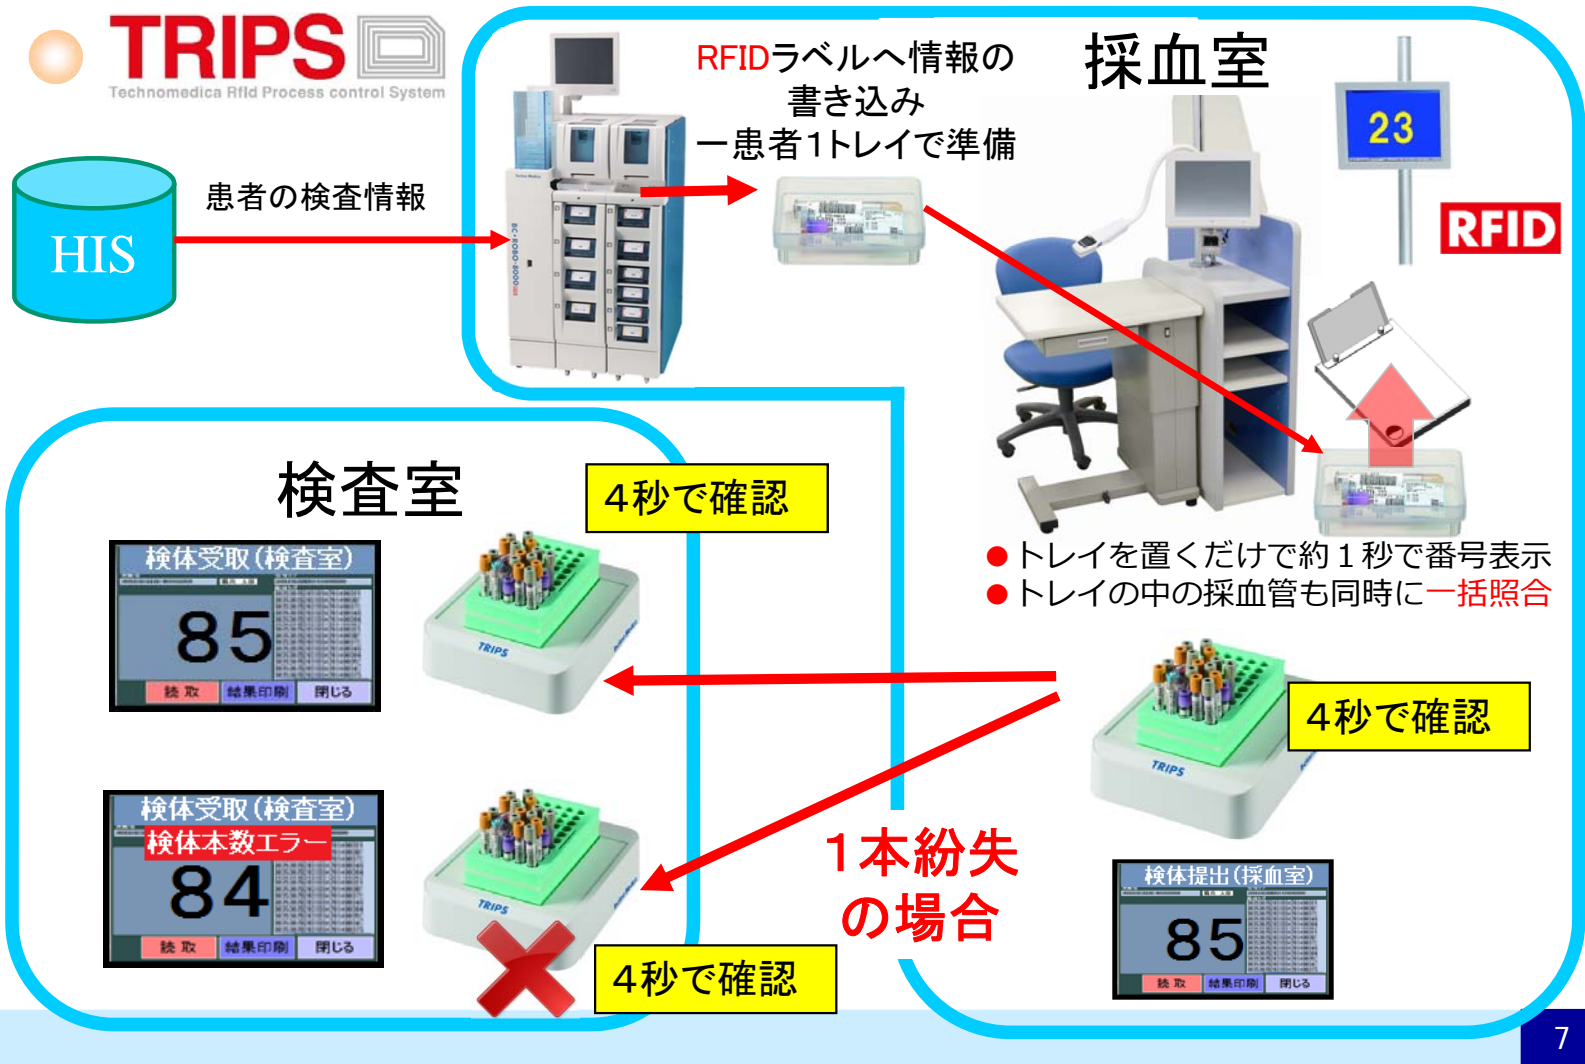 TRIPS
Technomedica RfId Process control System
HIS
患者の検査情報
RFIDラベルへ情報の
書き込み
一患者1トレイで準備
採血室
23
RFID
BC・ROBO-8000
トレイを置くだけで約１秒で番号表示
トレイの中の採血管も同時に一括照合
検査室
4秒で確認
検体受取(検査室)
85
読取
結果印刷
閉じる
TRIPS
4秒で確認
TRIPS
検体受取(検査室)
検体本数エラー
84
読取
結果印刷
閉じる
TRIPS
4秒で確認
1本紛失
の場合
検体提出(採血室)
85
読取
結果印刷
閉じる
7